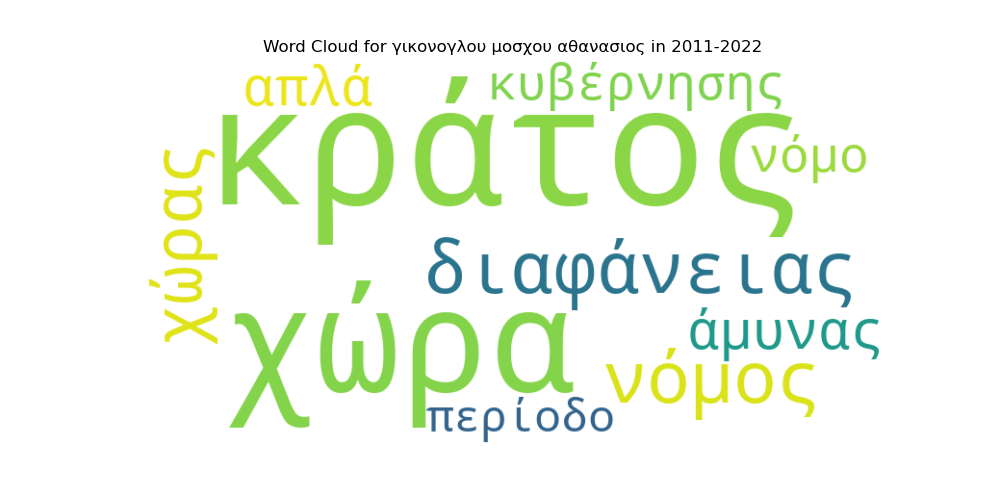 Word Cloud for γικονογλου μοσχου αθανασιος in 2011-2022
απλά
κυβέρνησης
κράτος
νόμο
χώρας
διαφάνειας
χώρα
άμυνας
νόμος
περίοδο